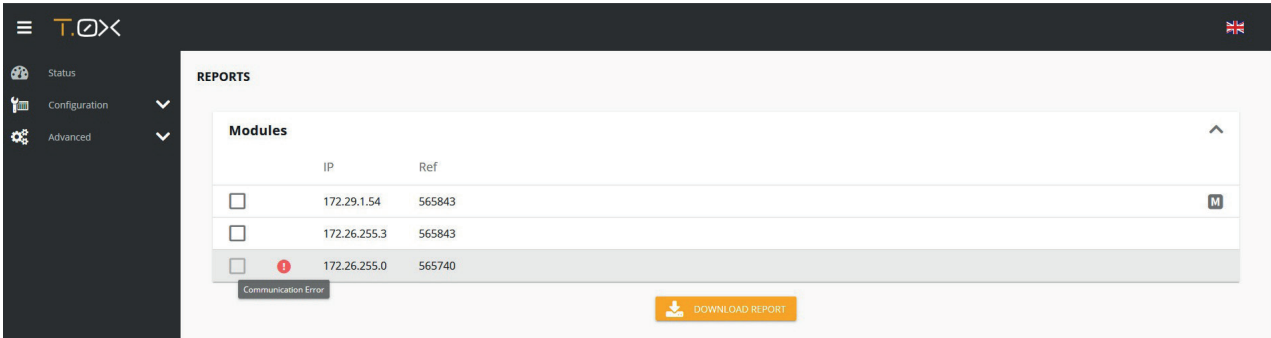 T.0X
Status
REPORTS
Configuration
Advanced
Modules
IP Ref
172.29.1.54 565843 M
172.26.255.3 565843
! 172.26.255.0 565740
Communication Error
DOWNLOAD REPORT